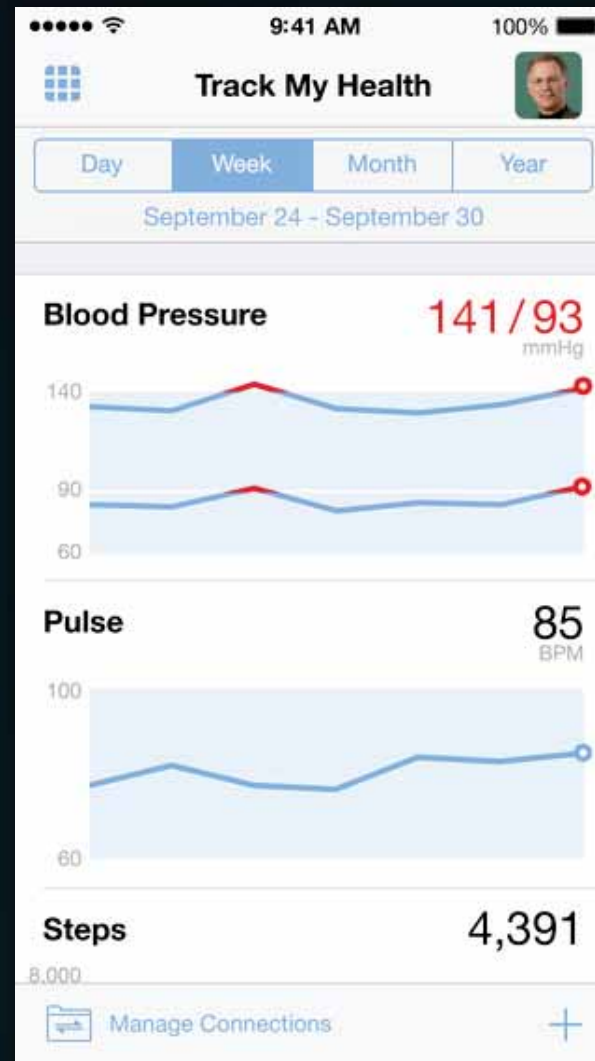 9:41 AM 100%
Track My Health
Day Week Month Year
September 24 - September 30
Blood Pressure 141/93
mmHg
140
90
60
Pulse 85
BPM
100
60
Steps 4,391
8,000
Manage Connections